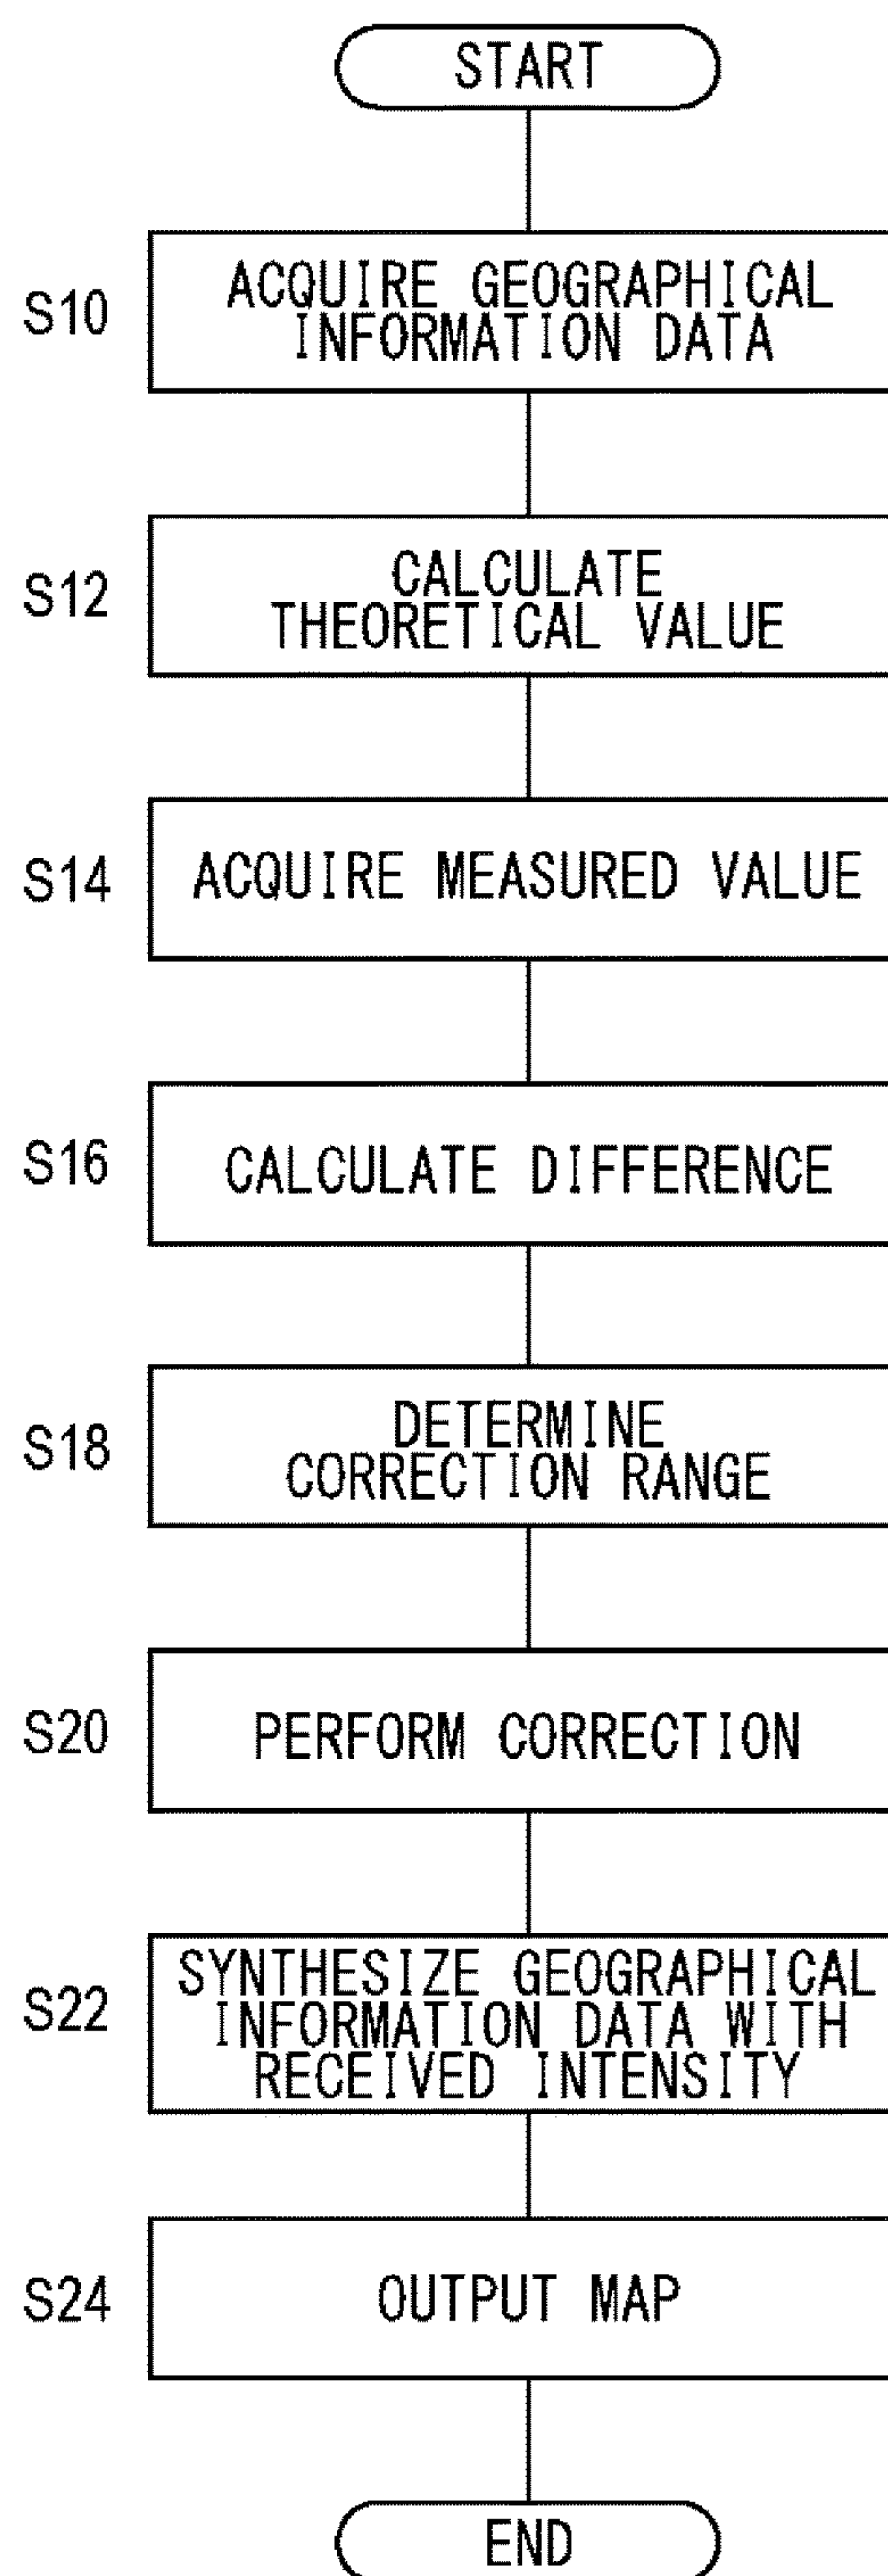 START
S10
ACQUIRE GEOGRAPHICAL
INFORMATION DATA
S12
CALCULATE
THEORETICAL VALUE
S14
ACQUIRE MEASURED VALUE
S16
CALCULATE DIFFERENCE
S18
DETERMINE
CORRECTION RANGE
S20
PERFORM CORRECTION
S22
SYNTHESIZE GEOGRAPHICAL
INFORMATION DATA WITH
RECEIVED INTENSITY
S24
OUTPUT MAP
END